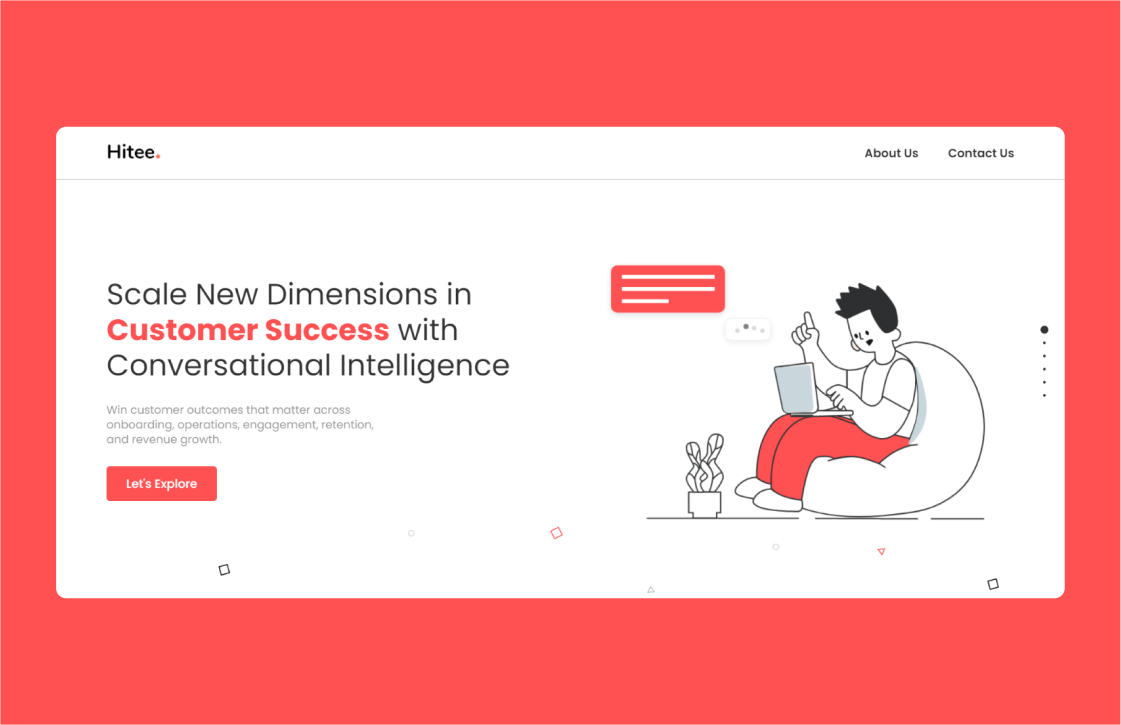 Hitee.
About Us
Contact Us
Scale New Dimensions in
Customer Success with
Conversational Intelligence
Win customer outcomes that matter across
onboarding, operations, engagement, retention,
and revenue growth.
Let's Explore